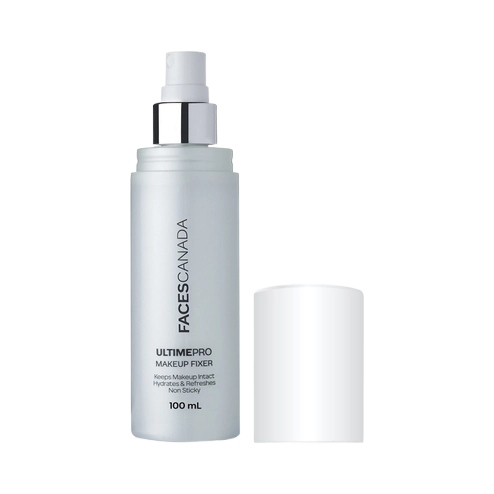 FACESCANADA
ULTIMEPRO
MAKEUP FIXER
Keeps Makeup Intact
Hydrates & Refreshes
Non Sticky
100 mL